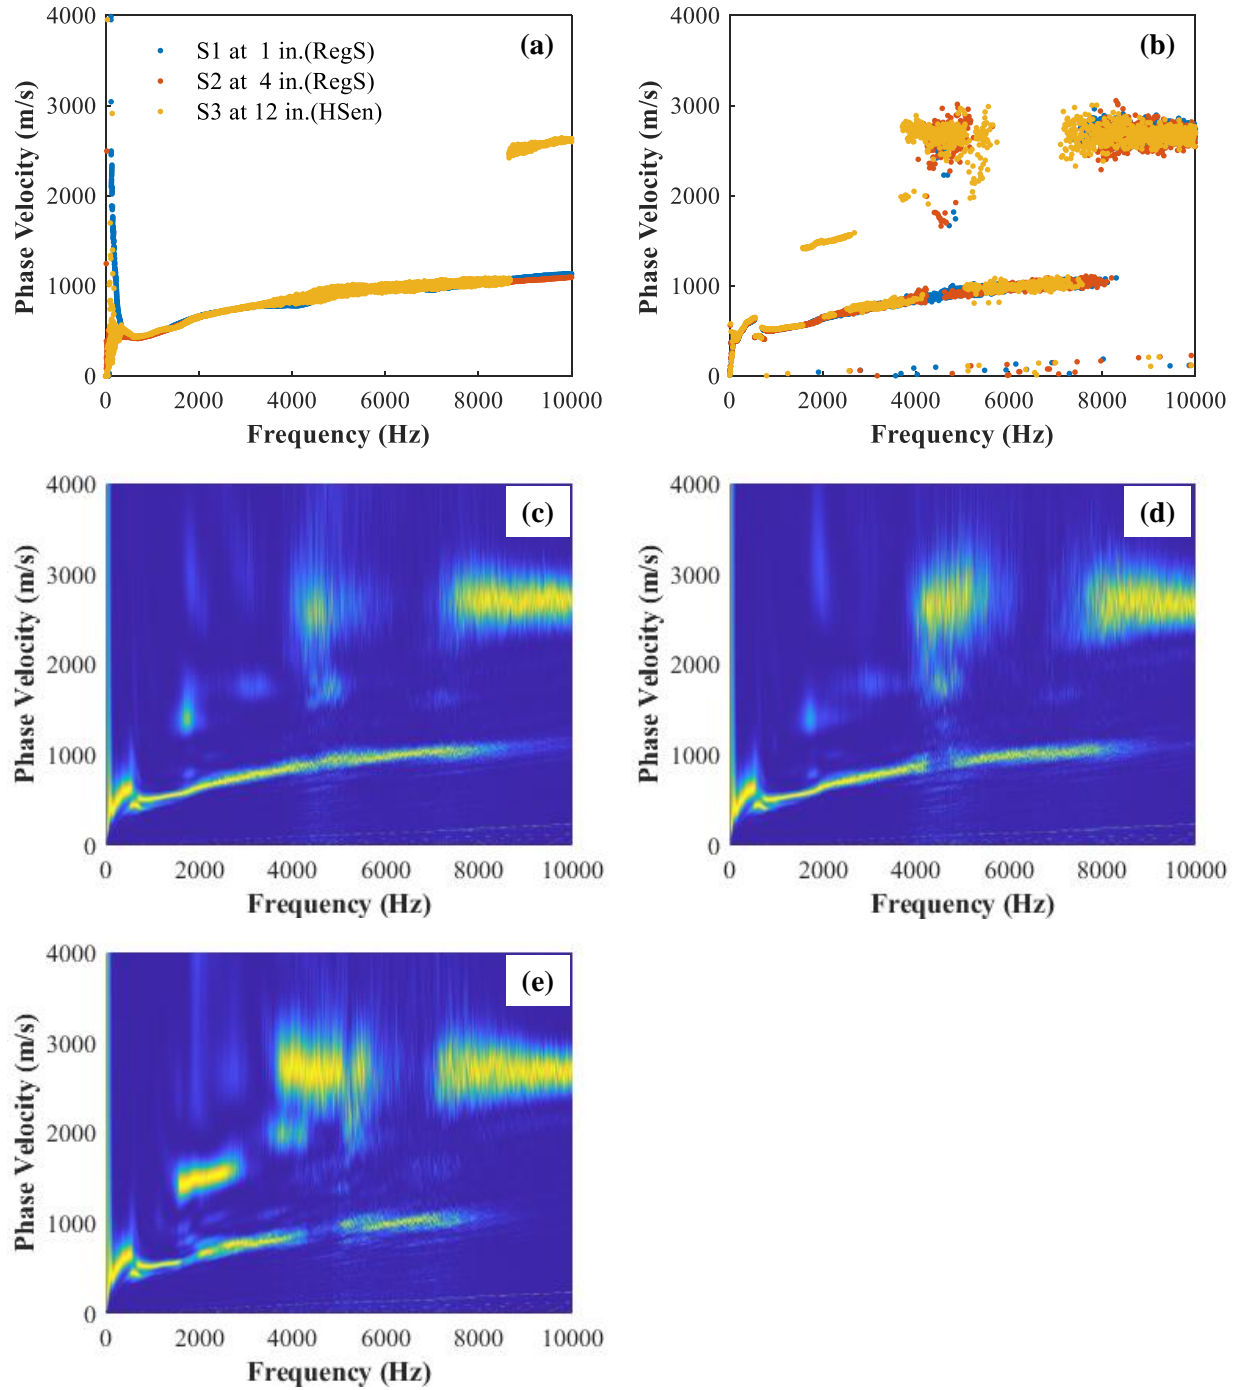 4000
3000
2000
1000
0
0 2000 4000 6000 8000 10000
Phase Velocity (m/s)
Frequency (Hz)
S1 at 1 in.(RegS)
S2 at 4 in.(RegS)
S3 at 12 in.(HSen)
(a)
4000
3000
2000
1000
0
0 2000 4000 6000 8000 10000
Phase Velocity (m/s)
Frequency (Hz)
(b)
4000
3000
2000
1000
0
0 2000 4000 6000 8000 10000
Phase Velocity (m/s)
Frequency (Hz)
(c)
4000
3000
2000
1000
0
0 2000 4000 6000 8000 10000
Phase Velocity (m/s)
Frequency (Hz)
(d)
4000
3000
2000
1000
0
0 2000 4000 6000 8000 10000
Phase Velocity (m/s)
Frequency (Hz)
(e)